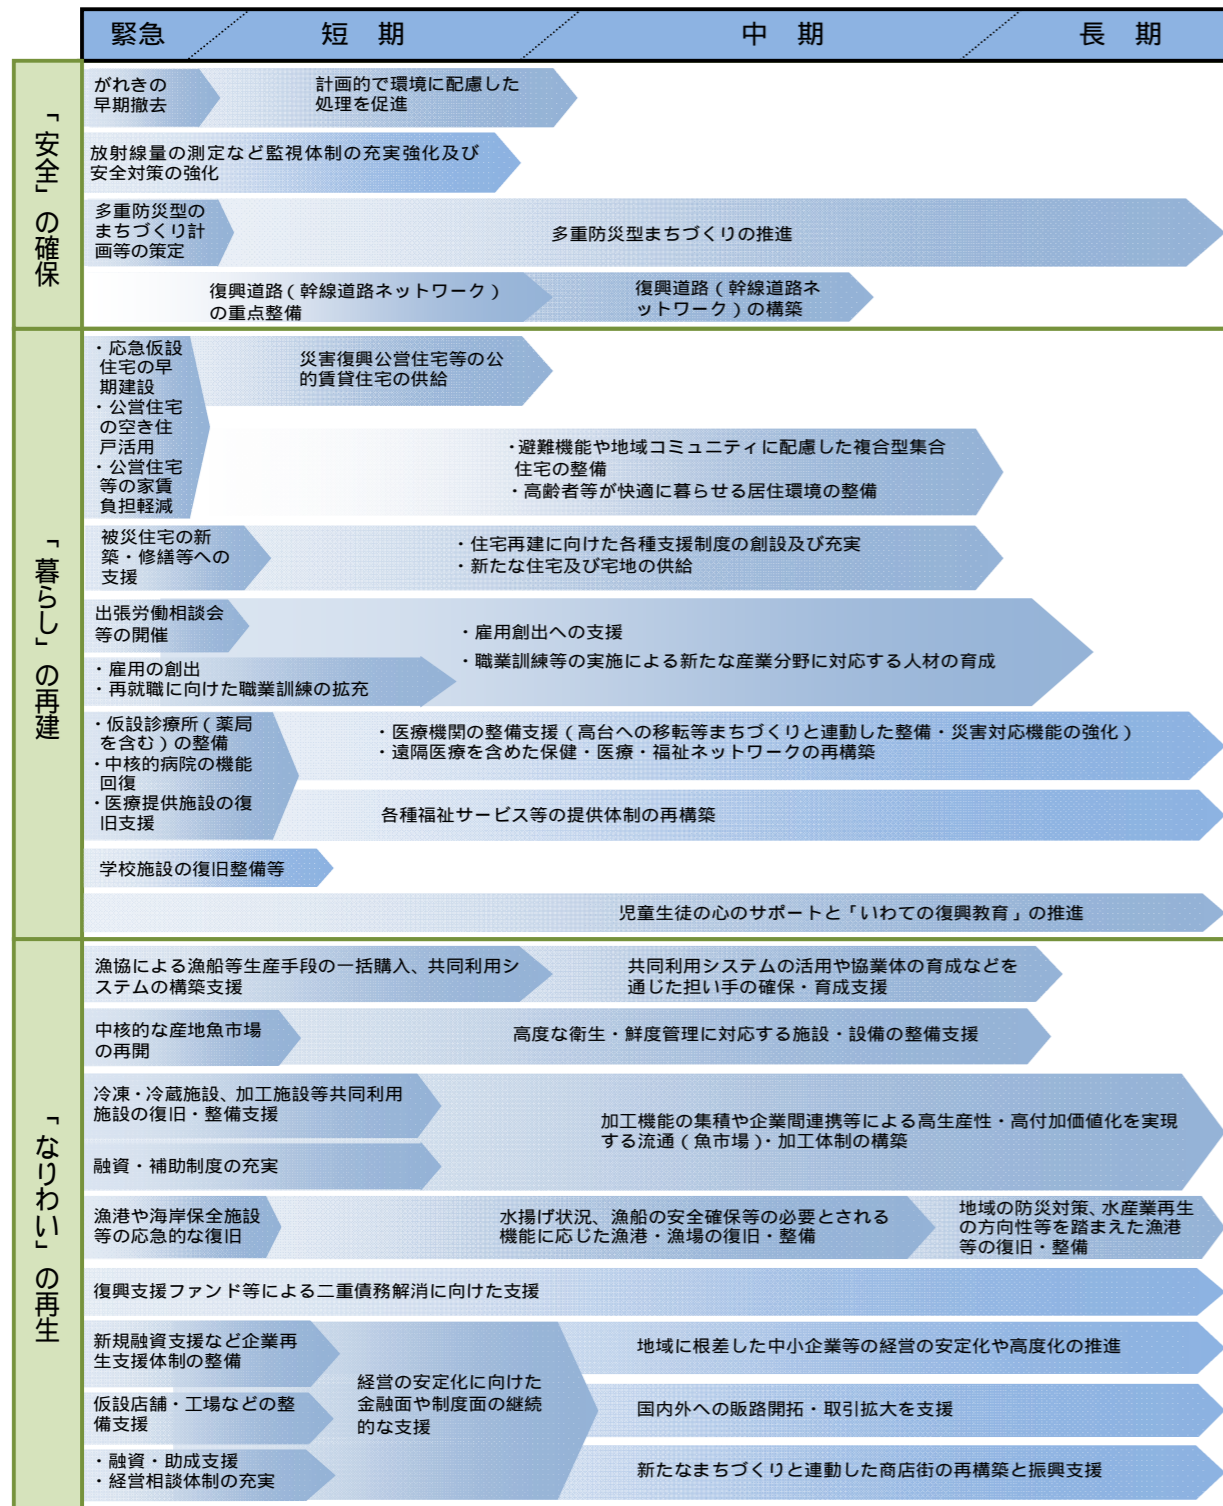 緊急
短　期
中　期
長　期
「安全」の確保
がれきの
早期撤去
計画的で環境に配慮した
処理を促進
放射線量の測定など監視体制の充実強化及び
安全対策の強化
多重防災型の
まちづくり計
画等の策定
多重防災型まちづくりの推進
復興道路（幹線道路ネットワーク）
の重点整備
復興道路（幹線道路ネ
ットワーク）の構築
「暮らし」の再建
・応急仮設
住宅の早
期建設
・公営住宅
の空き住
戸活用
・公営住宅
等の家賃
負担軽減
災害復興公営住宅等の公
的賃貸住宅の供給
・避難機能や地域コミュニティに配慮した複合型集合
住宅の整備
・高齢者等が快適に暮らせる居住環境の整備
被災住宅の新
築・修繕等への
支援
・住宅再建に向けた各種支援制度の創設及び充実
・新たな住宅及び宅地の供給
出張労働相談会
等の開催
・雇用の創出
・再就職に向けた職業訓練の拡充
・雇用創出への支援
・職業訓練等の実施による新たな産業分野に対応する人材の育成
・仮設診療所（薬局
を含む）の整備
・中核的病院の機能
回復
・医療提供施設の復
旧支援
・医療機関の整備支援（高台への移転等まちづくりと連動した整備・災害対応機能の強化）
・遠隔医療を含めた保健・医療・福祉ネットワークの再構築
各種福祉サービス等の提供体制の再構築
学校施設の復旧整備等
児童生徒の心のサポートと「いわての復興教育」の推進
「なりわい」の再生
漁協による漁船等生産手段の一括購入、共同利用シ
ステムの構築支援
共同利用システムの活用や協業体の育成などを
通じた担い手の確保・育成支援
中核的な産地魚市場
の再開
高度な衛生・鮮度管理に対応する施設・設備の整備支援
冷凍・冷蔵施設、加工施設等共同利用
施設の復旧・整備支援
融資・補助制度の充実
加工機能の集積や企業間連携等による高生産性・高付加価値化を実現
する流通（魚市場）・加工体制の構築
漁港や海岸保全施設
等の応急的な復旧
水揚げ状況、漁船の安全確保等の必要とされる
機能に応じた漁港・漁場の復旧・整備
地域の防災対策、水産業再生
の方向性等を踏まえた漁港
等の復旧・整備
復興支援ファンド等による二重債務解消に向けた支援
新規融資支援など企業再
生支援体制の整備
仮設店舗・工場などの整
備支援
・融資・助成支援
・経営相談体制の充実
経営の安定化に向けた
金融面や制度面の継続
的な支援
地域に根差した中小企業等の経営の安定化や高度化の推進
国内外への販路開拓・取引拡大を支援
新たなまちづくりと連動した商店街の再構築と振興支援